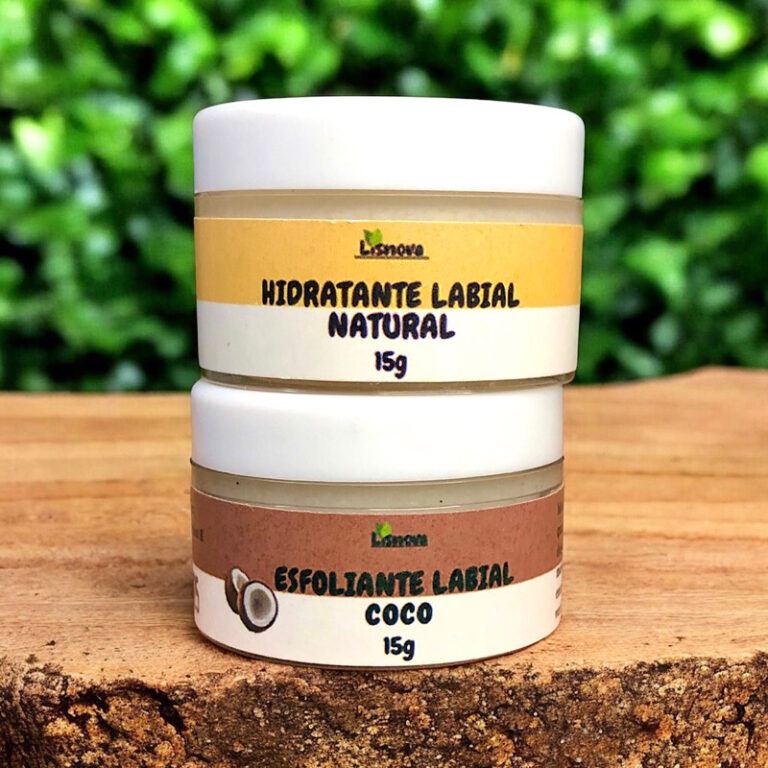 Lisnova
HIDRATANTE LABIAL
NATURAL
15g
Lisnova
ESFOLIANTE LABIAL
COCO
15g